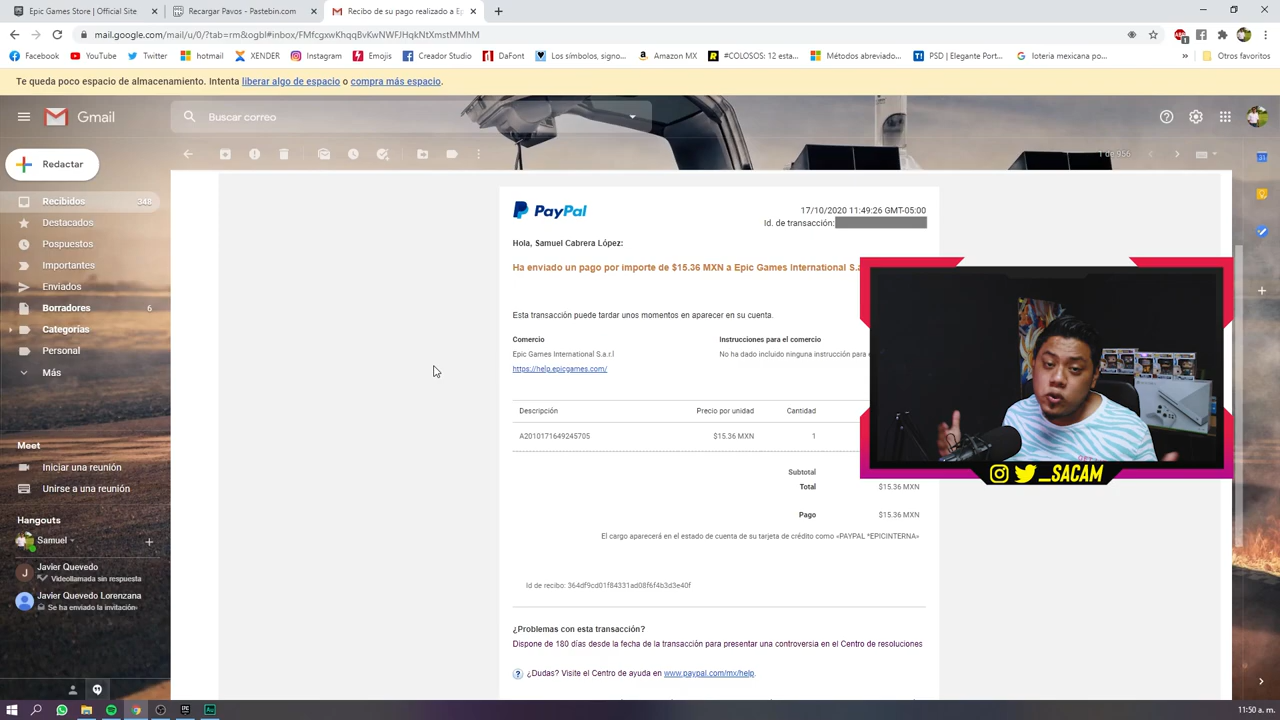 Epic Games Store | Official Site
Recargar Pavos - Pastebin.com
Recibo de su pago realizado a E
mail.google.com/mail/u/0/?tab=rm&ogbl#inbox/FMfcgxwKhqqBvKwNWFJHqkNtXmstMMhM
Facebook
YouTube
Twitter
hotmail
XENDER
Instagram
Emojis
Creador Studio
DaFont
Los símbolos, signo...
Amazon MX
#COLOSOS: 12 esta...
Métodos abreviado...
PSD | Elegante Port...
loteria mexicana po...
Otros favoritos
Te queda poco espacio de almacenamiento. Intenta liberar algo de espacio o compra más espacio.
Gmail
Buscar correo
Redactar
1 de 956
Recibidos 348
Destacados
Pospuestos
Importantes
Enviados
Borradores 6
Categorías
Personal
Más
Meet
Iniciar una reunión
Unirse a una reunión
Hangouts
Samuel
Javier Quevedo
Videollamada sin respuesta
Javier Quevedo Lorenzana
Se ha enviado la invitación
PayPal
17/10/2020 11:49:26 GMT-05:00
Id. de transacción:
Hola, Samuel Cabrera López:
Ha enviado un pago por importe de $15.36 MXN a Epic Games International S.a
Esta transacción puede tardar unos momentos en aparecer en su cuenta.
Comercio
Epic Games International S.a.r.l
https://help.epicgames.com/
Instrucciones para el comercio
No ha dado incluido ninguna instrucción para
Descripción Precio por unidad Cantidad
A2010171649245705 $15.36 MXN 1
Subtotal
Total $15.36 MXN
Pago $15.36 MXN
El cargo aparecerá en el estado de cuenta de su tarjeta de crédito como «PAYPAL *EPICINTERNA»
Id de recibo: 364df9cd01f84331ad08f6f4b3d3e40f
¿Problemas con esta transacción?
Dispone de 180 días desde la fecha de la transacción para presentar una controversia en el Centro de resoluciones
¿Dudas? Visite el Centro de ayuda en www.paypal.com/mx/help.
_SACAM
11:50 a. m.